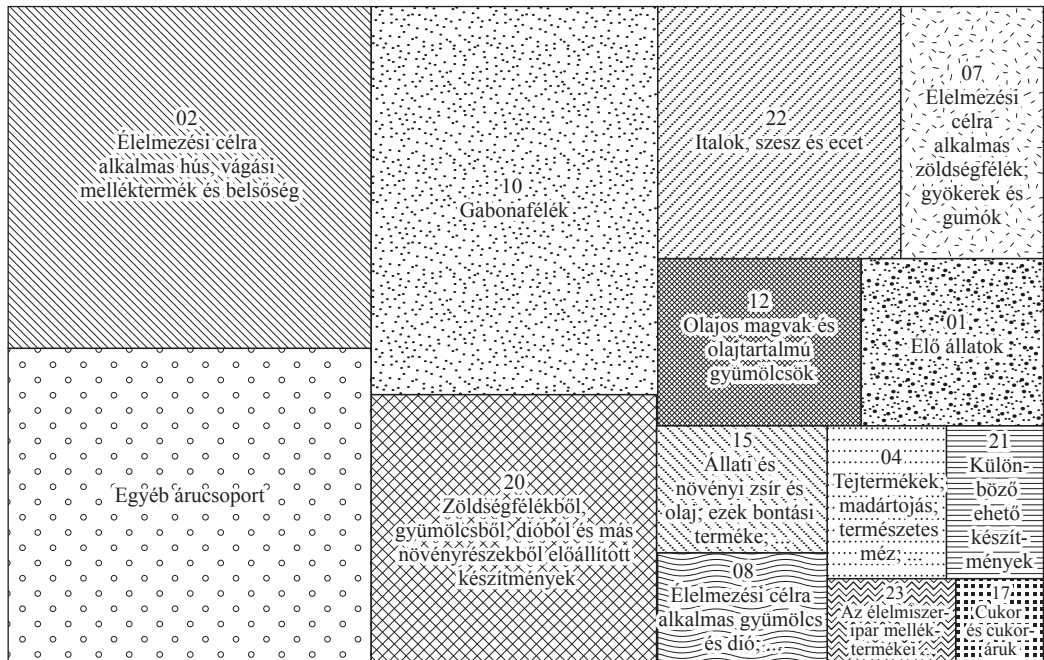 02
Élelmezési célra
alkalmas hús, vágási
melléktermék és belsőség
Egyéb árucsoport
10
Gabonafélék
20
Zöldségfélékből,
gyümölcsből, dióból és más
növényrészekből előállított
készítmények
22
Italok, szesz és ecet
07
Élelmezési
célra
alkalmas
zöldségfélék,
gyökerek és
gumók
12
Olajos magvak és
olajtartalmú
gyümölcsök
01
Élő állatok
15
Állati és
növényi zsír és
olaj; ezek bontási
terméke; ...
04
Tejtermékek;
madártojás;
természetes
méz; ...
21
Külön-
böző
ehető
készít-
mények
08
Élelmezési célra
alkalmas gyümölcs
és dió; ...
23
Az élelmiszer-
ipar mellék-
termékei ...
17
Cukor
és cukor-
áruk